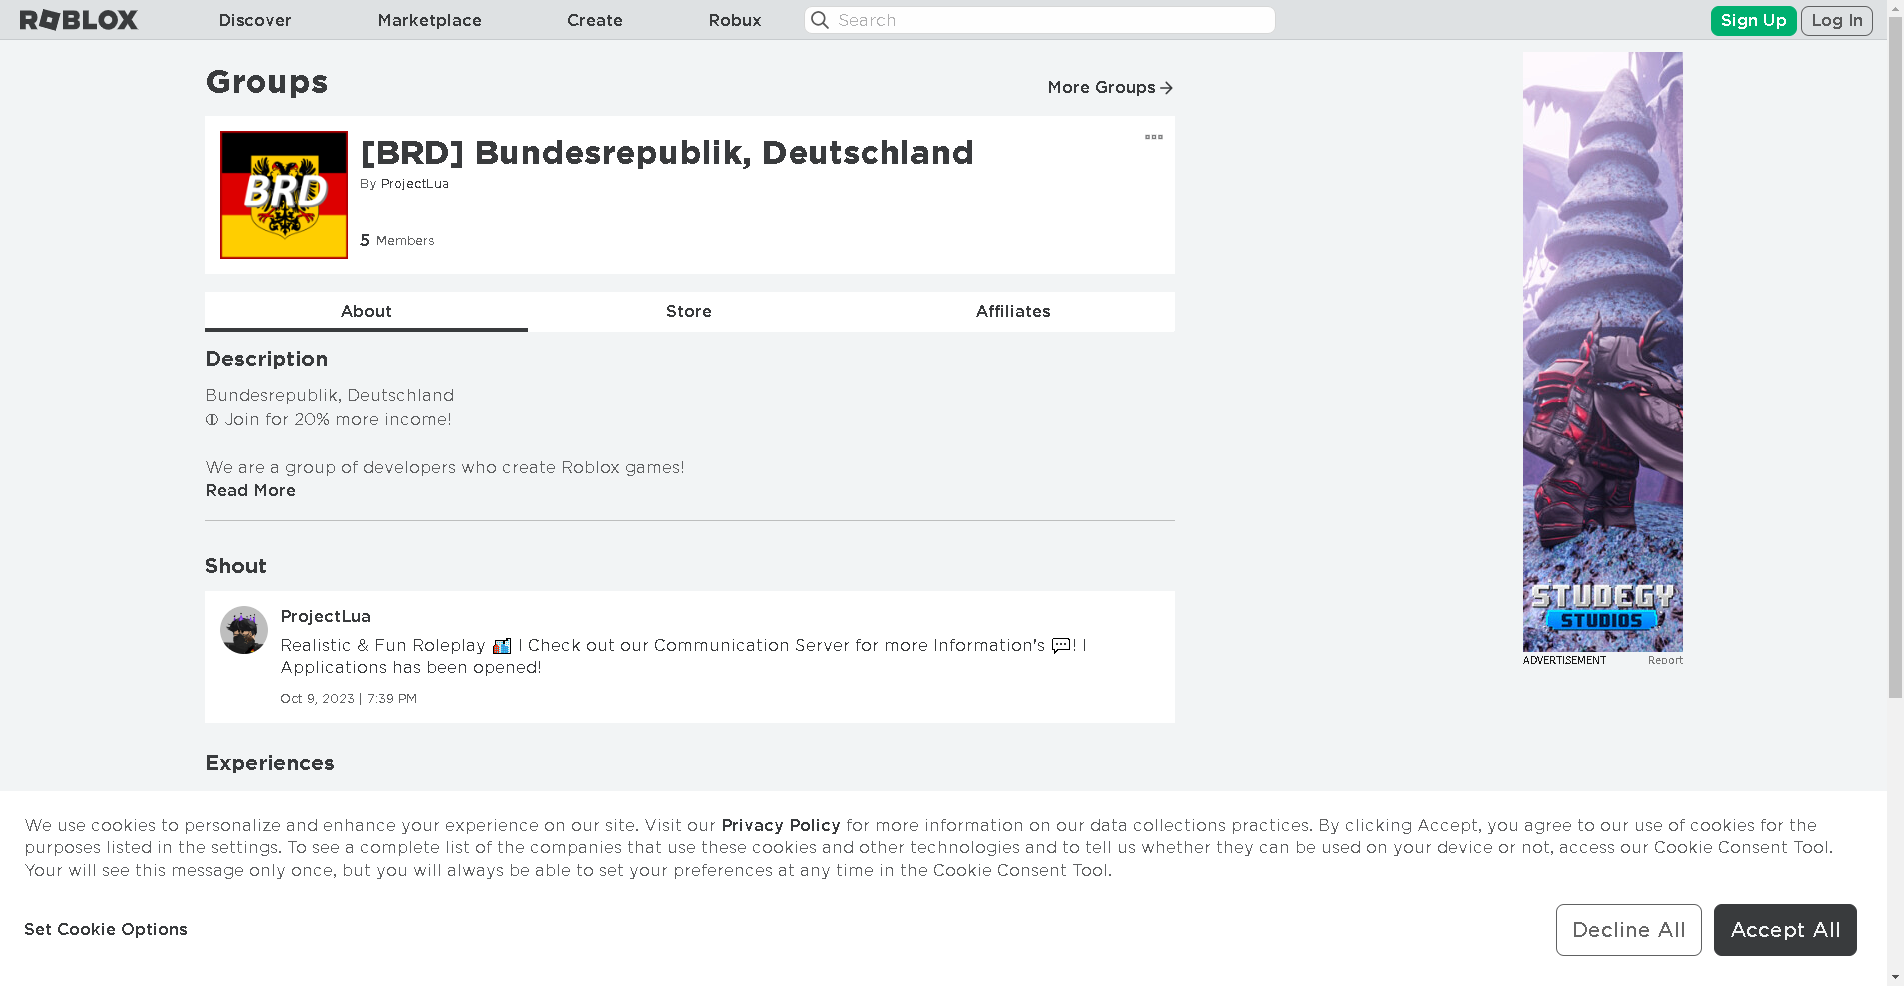 ROBLOX
Discover
Marketplace
Create
Robux
Search
Sign Up
Log In
Groups
More Groups
BRD
[BRD] Bundesrepublik, Deutschland
By ProjectLua
5 Members
About
Store
Affiliates
Description
Bundesrepublik, Deutschland
⏼ Join for 20% more income!
We are a group of developers who create Roblox games!
Read More
Shout
ProjectLua
Realistic & Fun Roleplay 📬 | Check out our Communication Server for more Information's 💬! |
Applications has been opened!
Oct 9, 2023 | 7:39 PM
Experiences
STUDEGY
STUDIOS
ADVERTISEMENT
Report
We use cookies to personalize and enhance your experience on our site. Visit our Privacy Policy for more information on our data collections practices. By clicking Accept, you agree to our use of cookies for the
purposes listed in the settings. To see a complete list of the companies that use these cookies and other technologies and to tell us whether they can be used on your device or not, access our Cookie Consent Tool.
Your will see this message only once, but you will always be able to set your preferences at any time in the Cookie Consent Tool.
Set Cookie Options
Decline All
Accept All